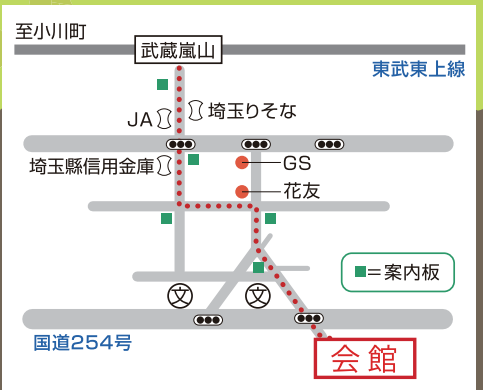 至小川町
武蔵嵐山
東武東上線
JA
埼玉りそな
埼玉縣信用金庫
GS
花友
■=案内板
文
文
国道254号
会館